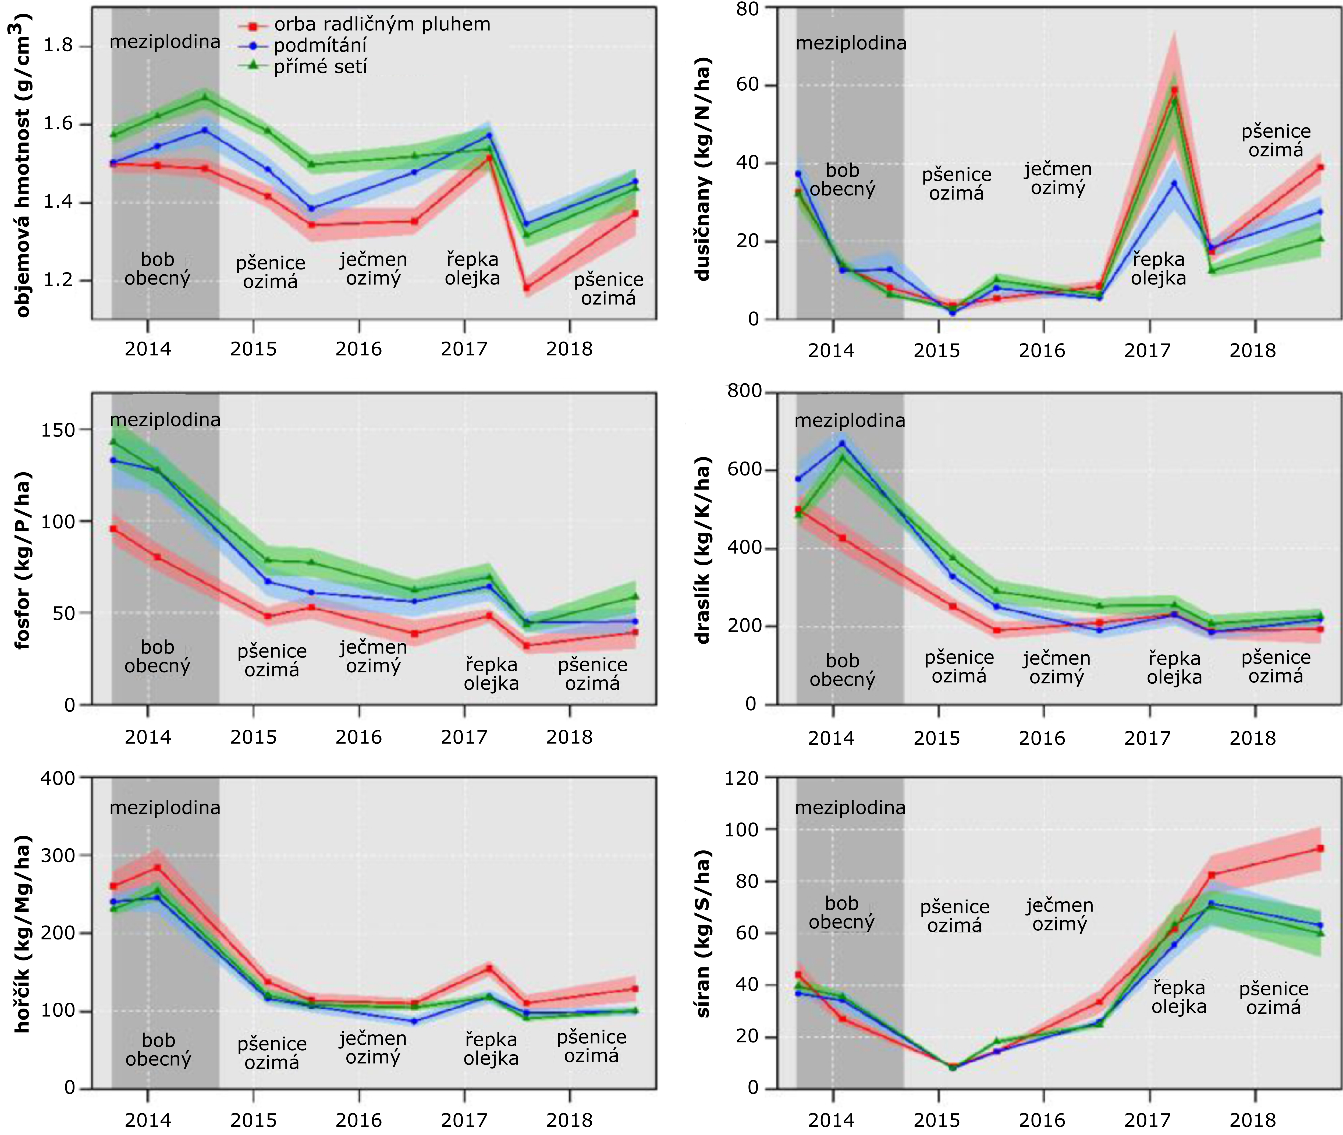 objemová hmotnost (g/cm³)
1.8
1.6
1.4
1.2
meziplodina
orba radličným pluhem
podmítání
přímé setí
bob
obecný
pšenice
ozimá
ječmen
ozimý
řepka
olejka
pšenice
ozimá
2014 2015 2016 2017 2018
dusičnany (kg/N/ha)
80
60
40
20
0
meziplodina
bob
obecný
pšenice
ozimá
ječmen
ozimý
řepka
olejka
pšenice
ozimá
2014 2015 2016 2017 2018
fosfor (kg/P/ha)
150
100
50
0
meziplodina
bob
obecný
pšenice
ozimá
ječmen
ozimý
řepka
olejka
pšenice
ozimá
2014 2015 2016 2017 2018
draslík (kg/K/ha)
800
600
400
200
0
meziplodina
bob
obecný
pšenice
ozimá
ječmen
ozimý
řepka
olejka
pšenice
ozimá
2014 2015 2016 2017 2018
hořčík (kg/Mg/ha)
400
300
200
100
0
meziplodina
bob
obecný
pšenice
ozimá
ječmen
ozimý
řepka
olejka
pšenice
ozimá
2014 2015 2016 2017 2018
síran (kg/S/ha)
120
100
80
60
40
20
0
meziplodina
bob
obecný
pšenice
ozimá
ječmen
ozimý
řepka
olejka
pšenice
ozimá
2014 2015 2016 2017 2018